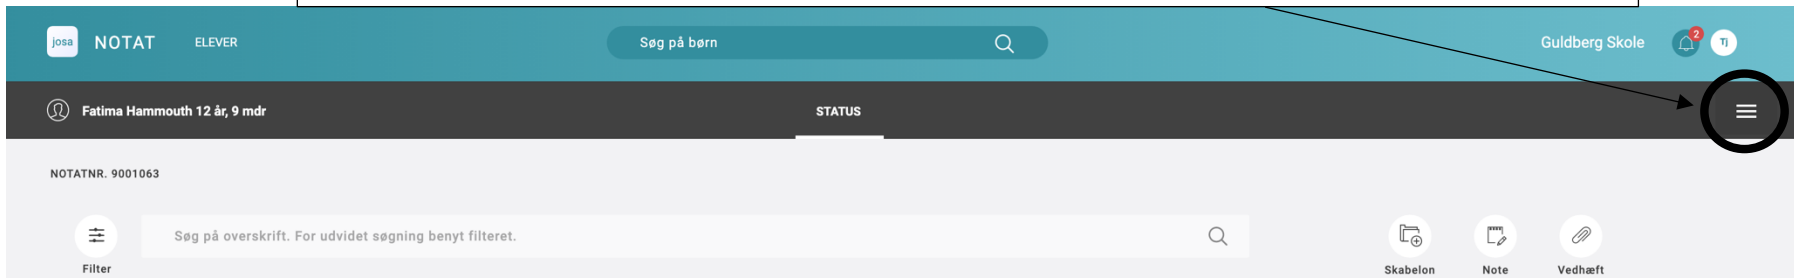 josa NOTAT ELEVER Søg på børn Guldberg Skole 2 Tj
Fatima Hammouth 12 år, 9 mdr STATUS
NOTATNR. 9001063
Søg på overskrift. For udvidet søgning benyt filteret.
Filter Skabelon Note Vedhæft